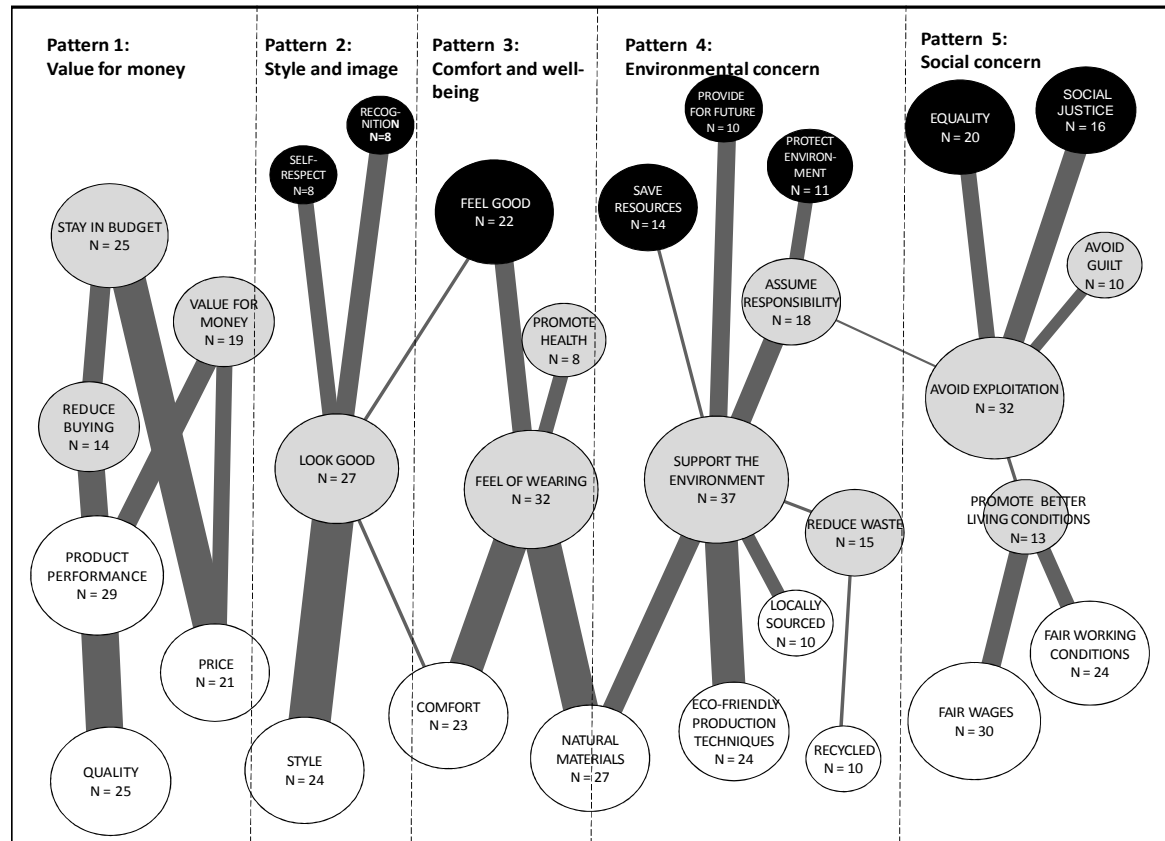 Pattern 1:
Value for money
STAY IN BUDGET
N = 25
VALUE FOR
MONEY
N = 19
REDUCE
BUYING
N = 14
PRODUCT
PERFORMANCE
N = 29
PRICE
N = 21
QUALITY
N = 25
Pattern 2:
Style and image
RECOG-
NITION
N=8
SELF-
RESPECT
N=8
LOOK GOOD
N = 27
STYLE
N = 24
Pattern 3:
Comfort and well-
being
FEEL GOOD
N = 22
PROMOTE
HEALTH
N = 8
FEEL OF WEARING
N = 32
COMFORT
N = 23
NATURAL
MATERIALS
N = 27
Pattern 4:
Environmental concern
PROVIDE
FOR FUTURE
N = 10
PROTECT
ENVIRON-
MENT
N = 11
SAVE
RESOURCES
N = 14
ASSUME
RESPONSIBILITY
N = 18
SUPPORT THE
ENVIRONMENT
N = 37
REDUCE WASTE
N = 15
LOCALLY
SOURCED
N = 10
ECO-FRIENDLY
PRODUCTION
TECHNIQUES
N = 24
RECYCLED
N = 10
Pattern 5:
Social concern
EQUALITY
N = 20
SOCIAL
JUSTICE
N = 16
AVOID
GUILT
N = 10
AVOID EXPLOITATION
N = 32
PROMOTE BETTER
LIVING CONDITIONS
N = 13
FAIR WORKING
CONDITIONS
N = 24
FAIR WAGES
N = 30